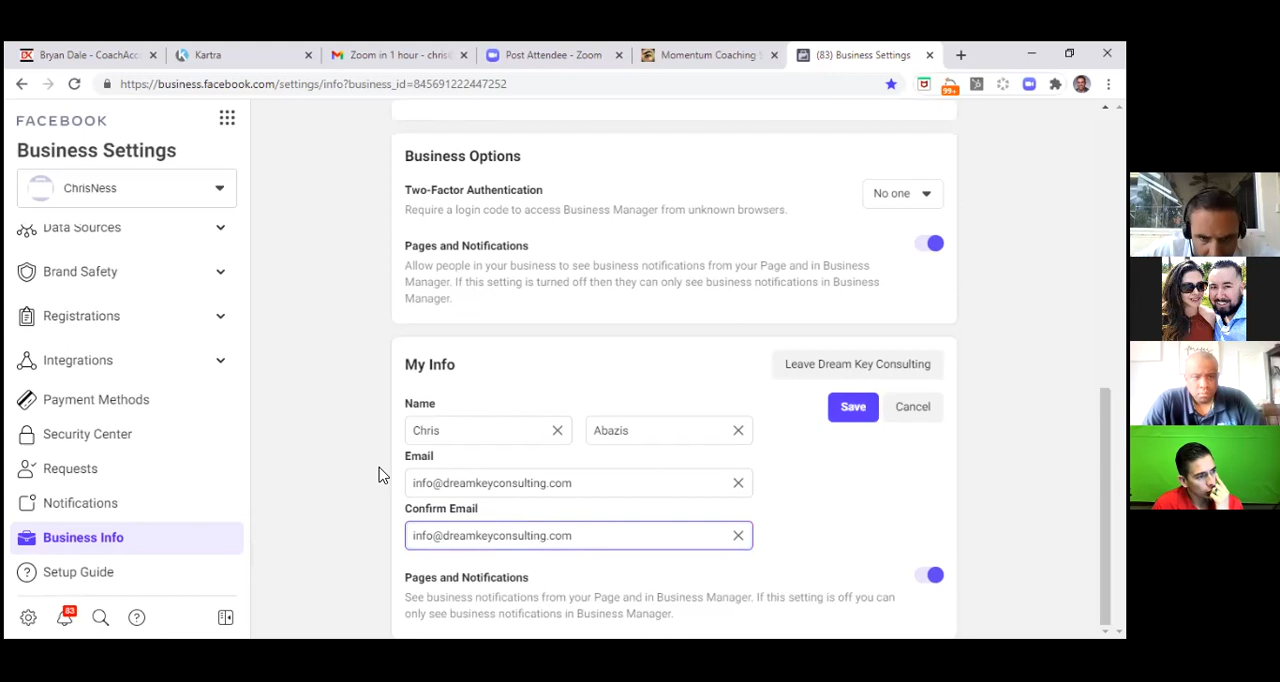 Bryan Dale - CoachAcc
Kartra
Zoom in 1 hour - chris
Post Attendee - Zoom
Momentum Coaching S
(83) Business Settings
https://business.facebook.com/settings/info?business_id=845691222447252
99+
FACEBOOK
Business Settings
ChrisNess
Data Sources
Brand Safety
Registrations
Integrations
Payment Methods
Security Center
Requests
Notifications
Business Info
Setup Guide
83
Business Options
Two-Factor Authentication
No one
Require a login code to access Business Manager from unknown browsers.
Pages and Notifications
Allow people in your business to see business notifications from your Page and in Business
Manager. If this setting is turned off then they can only see business notifications in Business
Manager.
My Info
Leave Dream Key Consulting
Name
Save
Cancel
Chris
Abazis
Email
info@dreamkeyconsulting.com
Confirm Email
info@dreamkeyconsulting.com
Pages and Notifications
See business notifications from your Page and in Business Manager. If this setting is off you can
only see business notifications in Business Manager.